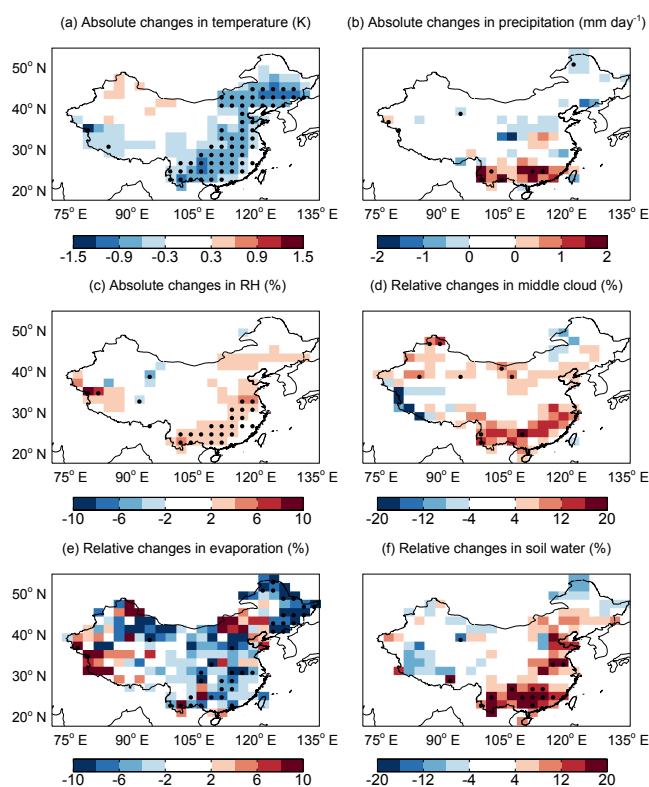 (a) Absolute changes in temperature (K)
(b) Absolute changes in precipitation (mm day⁻¹)
50° N
40° N
30° N
20° N
75° E 90° E 105° E 120° E 135° E
75° E 90° E 105° E 120° E 135° E
-1.5 -0.9 -0.3 0.3 0.9 1.5
-2 -1 0 0 1 2
(c) Absolute changes in RH (%)
(d) Relative changes in middle cloud (%)
50° N
40° N
30° N
20° N
75° E 90° E 105° E 120° E 135° E
75° E 90° E 105° E 120° E 135° E
-10 -6 -2 2 6 10
-20 -12 -4 4 12 20
(e) Relative changes in evaporation (%)
(f) Relative changes in soil water (%)
50° N
40° N
30° N
20° N
75° E 90° E 105° E 120° E 135° E
75° E 90° E 105° E 120° E 135° E
-10 -6 -2 2 6 10
-20 -12 -4 4 12 20